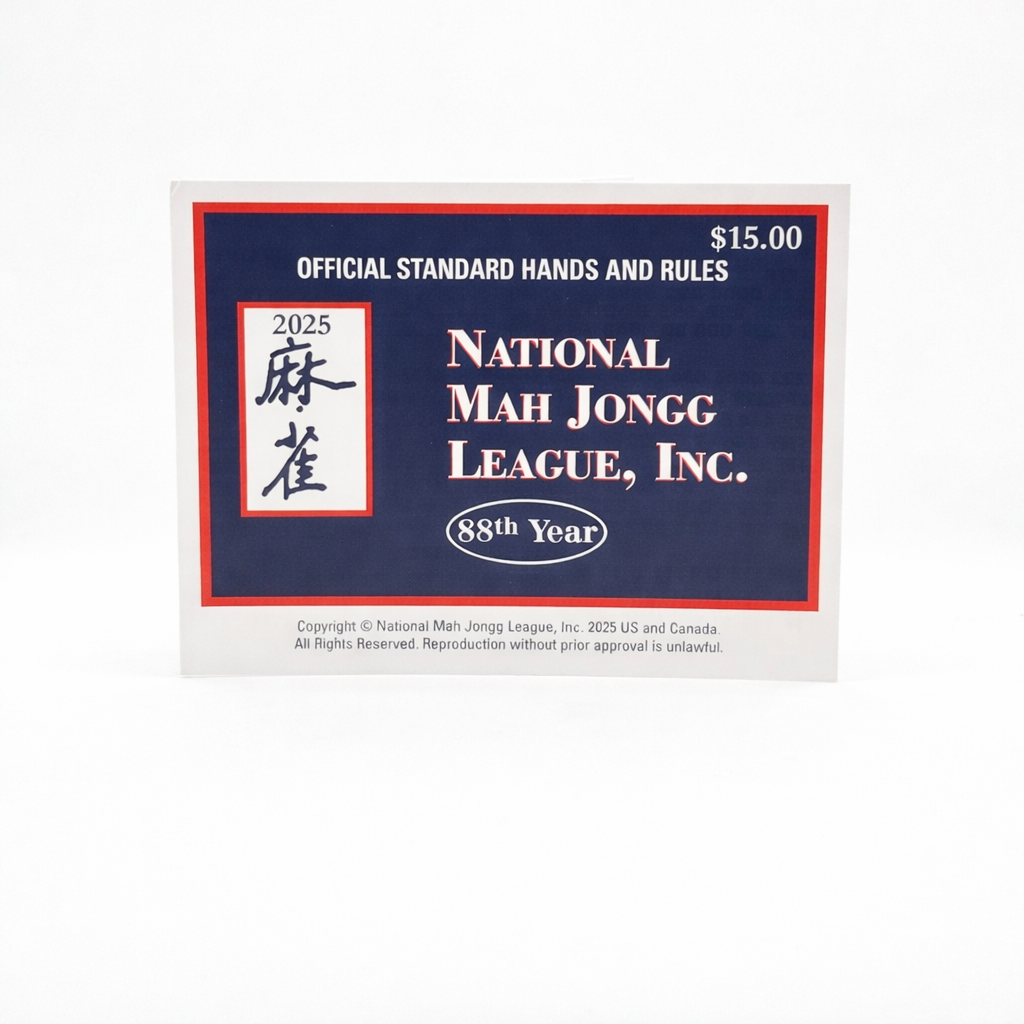 $15.00
OFFICIAL STANDARD HANDS AND RULES
2025
麻
雀
NATIONAL
MAH JONGG
LEAGUE, INC.
88th Year
Copyright © National Mah Jongg League, Inc. 2025 US and Canada.
All Rights Reserved. Reproduction without prior approval is unlawful.